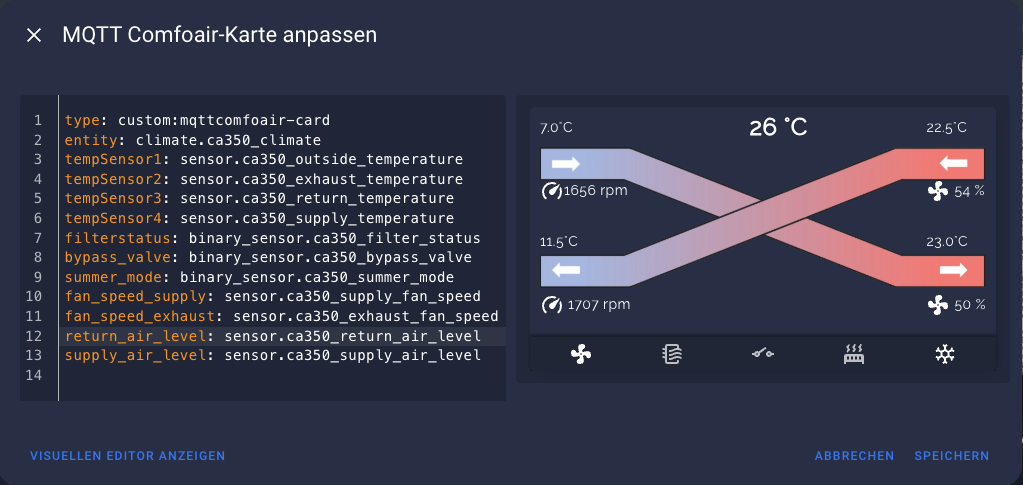 MQTT Comfoair-Karte anpassen
1 type: custom:mqttcomfoair-card
2 entity: climate.ca350_climate
3 tempSensor1: sensor.ca350_outside_temperature
4 tempSensor2: sensor.ca350_exhaust_temperature
5 tempSensor3: sensor.ca350_return_temperature
6 tempSensor4: sensor.ca350_supply_temperature
7 filterstatus: binary_sensor.ca350_filter_status
8 bypass_valve: binary_sensor.ca350_bypass_valve
9 summer_mode: binary_sensor.ca350_summer_mode
10 fan_speed_supply: sensor.ca350_supply_fan_speed
11 fan_speed_exhaust: sensor.ca350_exhaust_fan_speed
12 return_air_level: sensor.ca350_return_air_level
13 supply_air_level: sensor.ca350_supply_air_level
14
7.0°C 26 °C 22.5°C
1656 rpm 54 %
11.5°C 23.0°C
1707 rpm 50 %
VISUELLEN EDITOR ANZEIGEN ABBRECHEN SPEICHERN